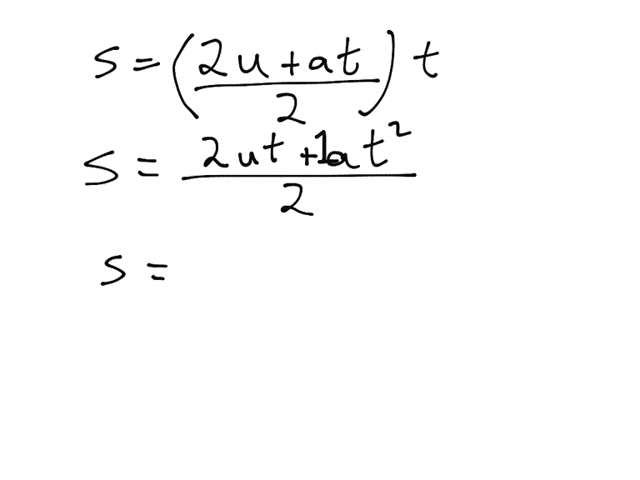 s = (2u + at / 2) t
s = 2ut + 1at² / 2
s =